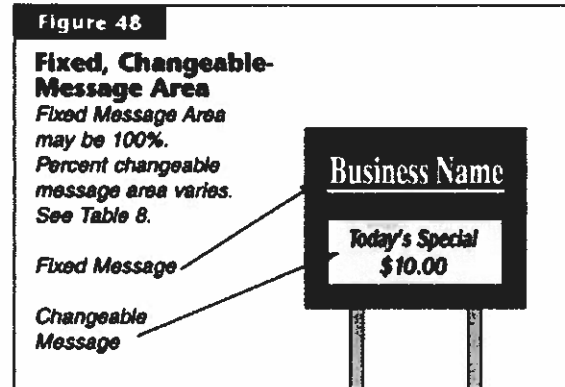 Figure 48
Fixed, Changeable-
Message Area
Fixed Message Area
may be 100%.
Percent changeable
message area varies.
See Table 8.
Fixed Message
Changeable
Message
Business Name
Today's Special
$10.00